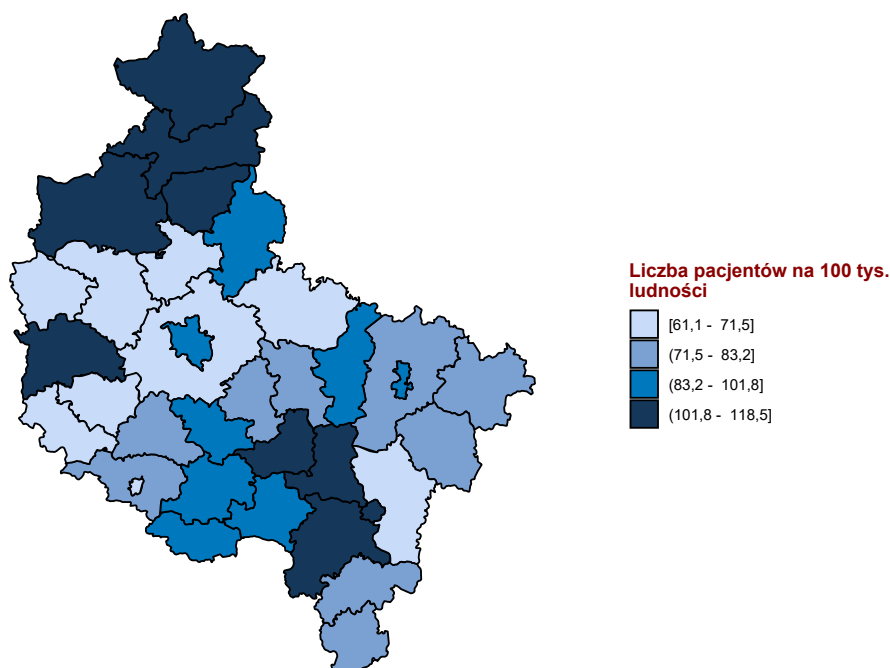 Liczba pacjentów na 100 tys.
ludności
[61,1 - 71,5]
(71,5 - 83,2]
(83,2 - 101,8]
(101,8 - 118,5]